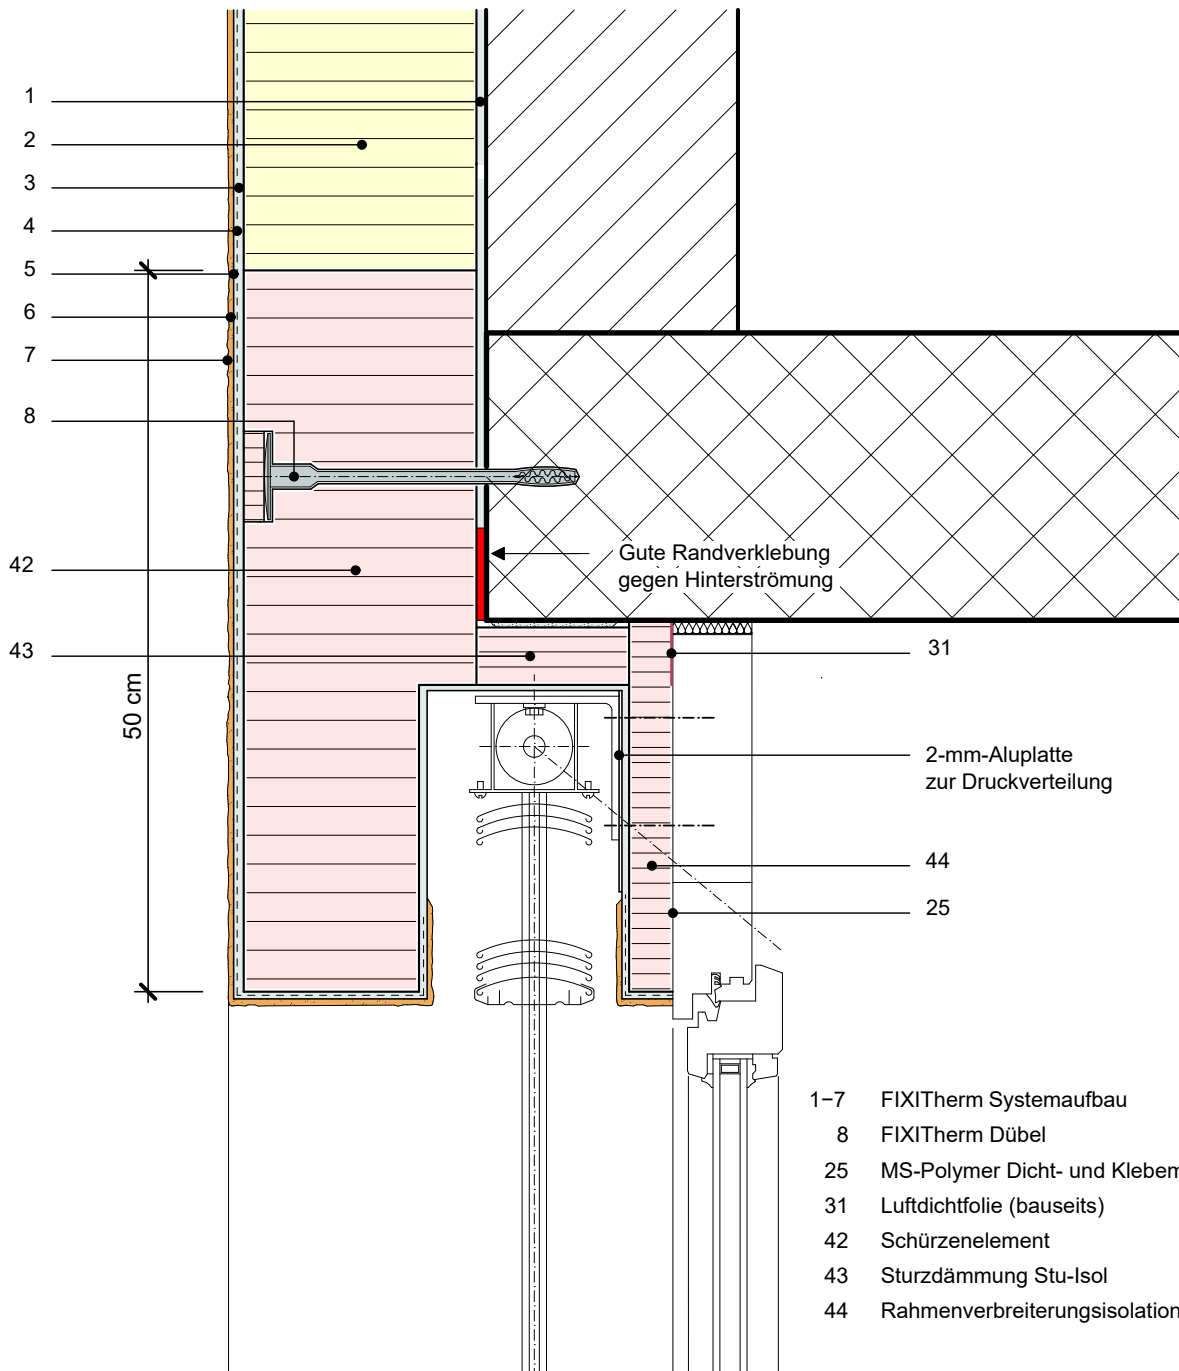 1
2
3
4
5
6
7
8
Gute Randverklebung
gegen Hinterströmung
42
43
31
50 cm
2-mm-Aluplatte
zur Druckverteilung
44
25
1–7 FIXITherm Systemaufbau
8 FIXITherm Dübel
25 MS-Polymer Dicht- und
31 Luftdichtfolie (bauseits)
42 Schürzenelement
43 Sturzdämmung Stu-Isol
44 Rahmenverbreiterungsisolation